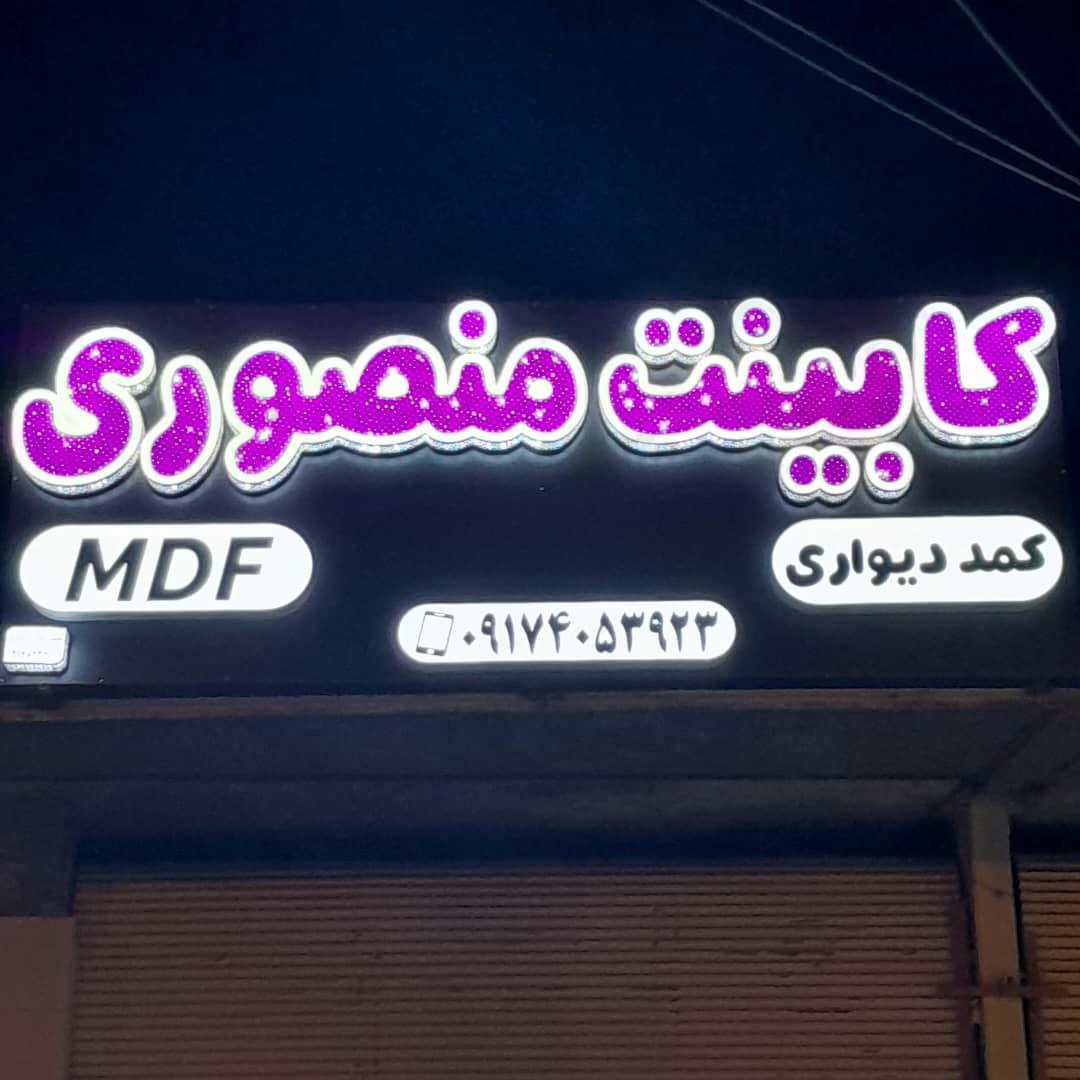 کابینت منصوری
کمد دیواری
MDF
۰۹۱۷۴۰۵۳۹۲۳